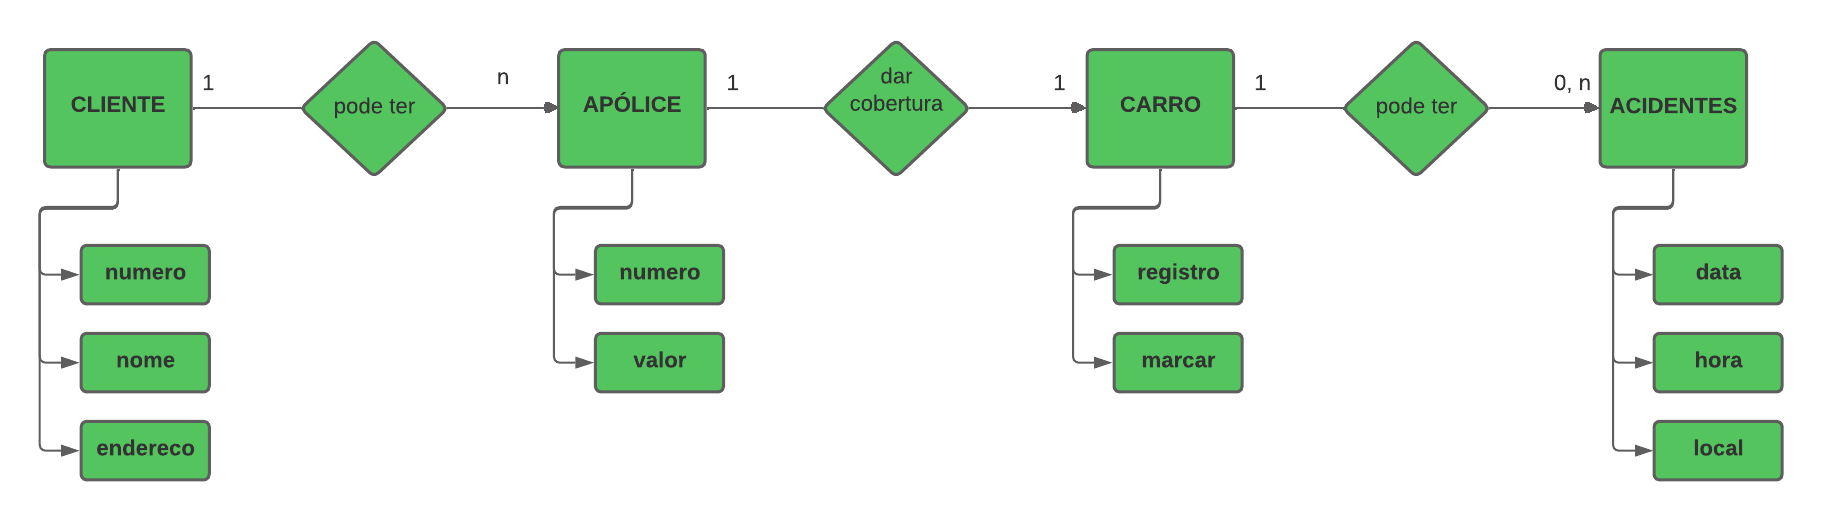 CLIENTE
1
pode ter
n
APÓLICE
1
dar
cobertura
1
CARRO
1
pode ter
0, n
ACIDENTES
numero
nome
endereco
numero
valor
registro
marcar
data
hora
local